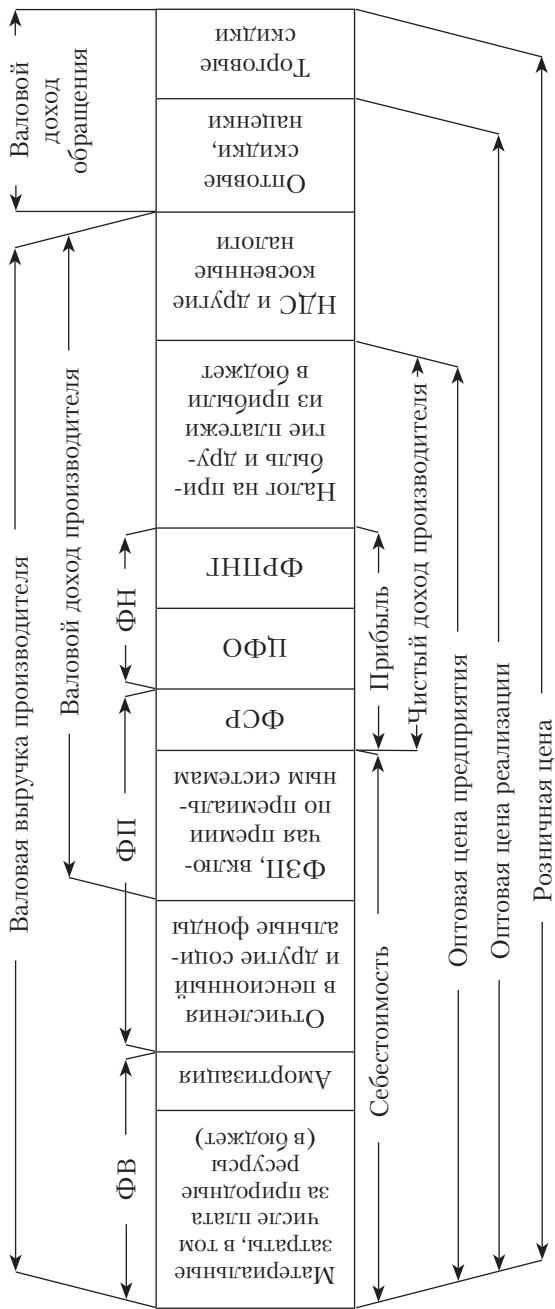 Валовая выручка производителя
Валовой
доход
обращения
Валовой доход производителя
ФВ
ФП
ФН
Материальные
затраты, в том
числе плата
за природные
ресурсы
(в бюджет)
Амортизация
Отчисления
в пенсионный
и другие соци-
альные фонды
ФЗП, вклю-
чая премии
по премиаль-
ным системам
ФСР
ЦФО
ФРПНГ
Налог на при-
быль и дру-
гие платежи
из прибыли
в бюджет
НДС и другие
косвенные
налоги
Оптовые
скидки,
наценки
Торговые
скидки
Себестоимость
Прибыль
Чистый доход производителя
Оптовая цена предприятия
Оптовая цена реализации
Розничная цена